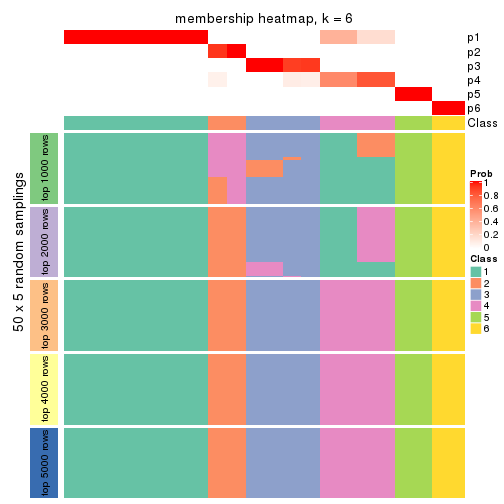 membership heatmap, k = 6
p1
p2
p3
p4
p5
p6
Class
50 x 5 random samplings
top 1000 rows
top 2000 rows
top 3000 rows
top 4000 rows
top 5000 rows
Prob
1
0.8
0.6
0.4
0.2
0
Class
1
2
3
4
5
6